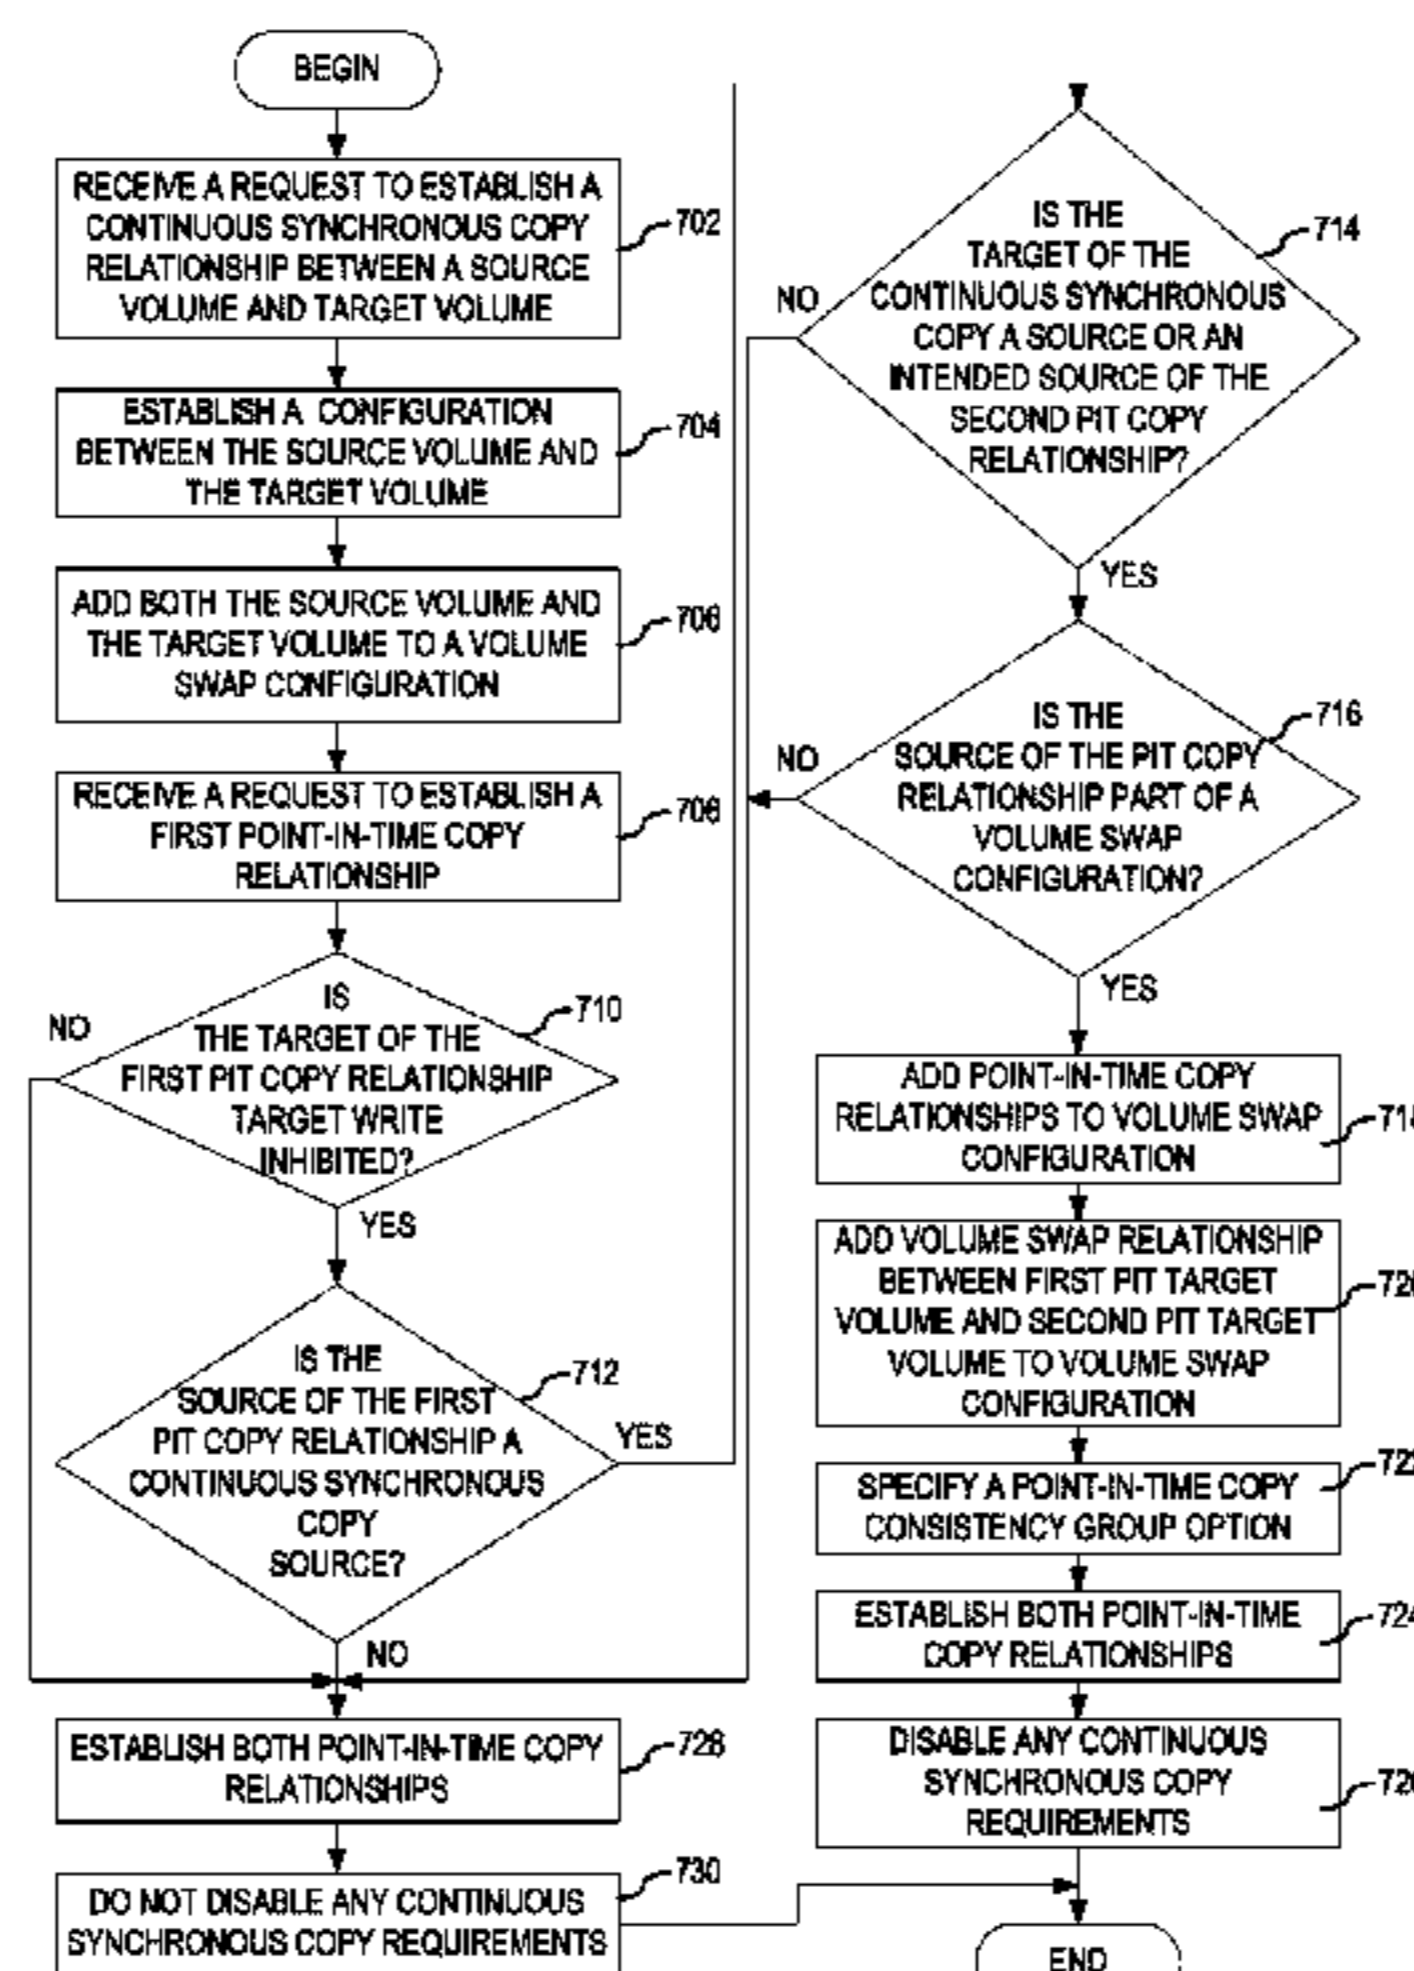 BEGIN
RECEIVE A REQUEST TO ESTABLISH A
CONTINUOUS SYNCHRONOUS COPY
RELATIONSHIP BETWEEN A SOURCE
VOLUME AND TARGET VOLUME
702
ESTABLISH A CONFIGURATION
BETWEEN THE SOURCE VOLUME AND
THE TARGET VOLUME
704
ADD BOTH THE SOURCE VOLUME AND
THE TARGET VOLUME TO A VOLUME
SWAP CONFIGURATION
706
RECEIVE A REQUEST TO ESTABLISH A
FIRST POINT-IN-TIME COPY
RELATIONSHIP
708
IS
THE TARGET OF THE
FIRST PIT COPY RELATIONSHIP
TARGET WRITE
INHIBITED?
710
NO
YES
IS THE
SOURCE OF THE FIRST
PIT COPY RELATIONSHIP A
CONTINUOUS SYNCHRONOUS
COPY
SOURCE?
712
YES
NO
ESTABLISH BOTH POINT-IN-TIME COPY
RELATIONSHIPS
728
DO NOT DISABLE ANY CONTINUOUS
SYNCHRONOUS COPY REQUIREMENTS
730
IS THE
TARGET OF THE
CONTINUOUS SYNCHRONOUS
COPY A SOURCE OR AN
INTENDED SOURCE OF THE
SECOND PIT COPY
RELATIONSHIP?
714
NO
YES
IS THE
SOURCE OF THE PIT COPY
RELATIONSHIP PART OF A
VOLUME SWAP
CONFIGURATION?
716
NO
YES
ADD POINT-IN-TIME COPY
RELATIONSHIPS TO VOLUME SWAP
CONFIGURATION
ADD VOLUME SWAP RELATIONSHIP
BETWEEN FIRST PIT TARGET
VOLUME AND SECOND PIT TARGET
VOLUME TO VOLUME SWAP
CONFIGURATION
SPECIFY A POINT-IN-TIME COPY
CONSISTENCY GROUP OPTION
ESTABLISH BOTH POINT-IN-TIME
COPY RELATIONSHIPS
DISABLE ANY CONTINUOUS
SYNCHRONOUS COPY
REQUIREMENTS
END